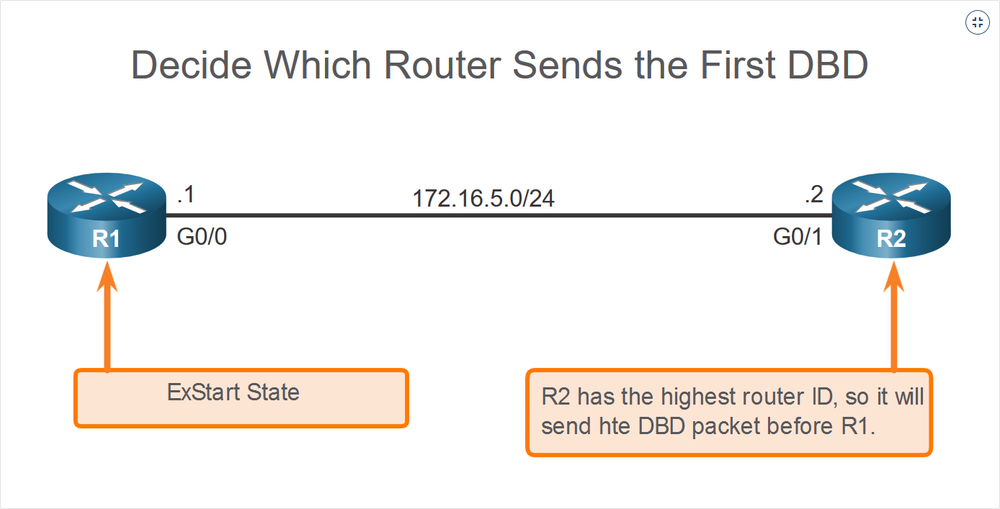 Decide Which Router Sends the First DBD
.1
172.16.5.0/24
.2
R1
G0/0
G0/1
R2
ExStart State
R2 has the highest router ID, so it will
send hte DBD packet before R1.